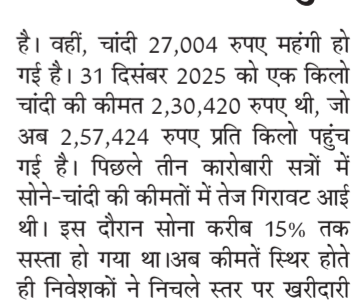 है। वहीं, चांदी 27,004 रुपए महंगी हो
गई है। 31 दिसंबर 2025 को एक किलो
चांदी की कीमत 2,30,420 रुपए थी, जो
अब 2,57,424 रुपए प्रति किलो पहुंच
गई है। पिछले तीन कारोबारी सत्रों में
सोने-चांदी की कीमतों में तेज गिरावट आई
थी। इस दौरान सोना करीब 15% तक
सस्ता हो गया था।अब कीमतें स्थिर होते
ही निवेशकों ने निचले स्तर पर खरीदारी